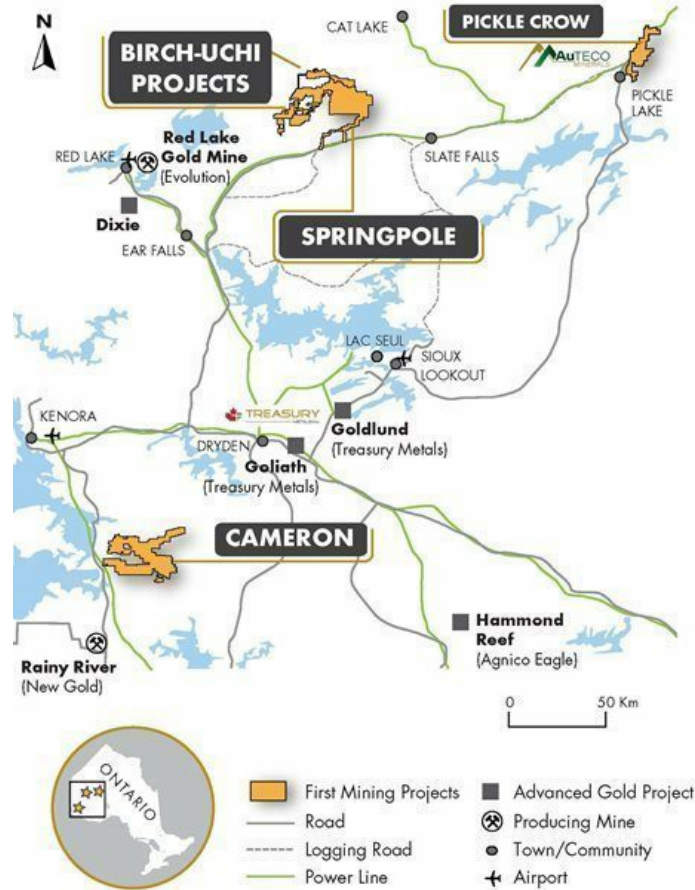 N
CAT LAKE
PICKLE CROW
BIRCH-UCHI
PROJECTS
AuTECO
MINERALS
PICKLE
LAKE
Red Lake
Gold Mine
(Evolution)
RED LAKE
SLATE FALLS
Dixie
SPRINGPOLE
EAR FALLS
LAC SEUL
SIOUX
LOOKOUT
KENORA
TREASURY
METALS
Goldlund
(Treasury Metals)
DRYDEN
Goliath
(Treasury Metals)
CAMERON
Hammond
Reef
(Agnico Eagle)
Rainy River
(New Gold)
0 50 Km
ONTARIO
First Mining Projects
Road
Logging Road
Power Line
Advanced Gold Project
Producing Mine
Town/Community
Airport